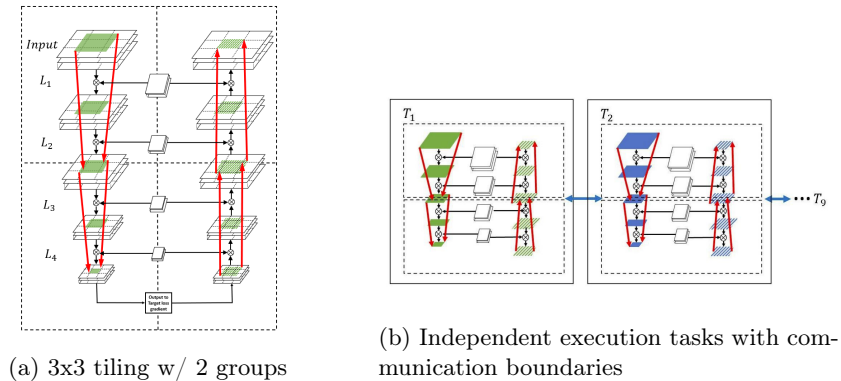 Input
L1
L2
L3
L4
Output to
Target loss
gradient
(a) 3x3 tiling w/ 2 groups
T1
T2
••• T9
(b) Independent execution tasks with com-
munication boundaries